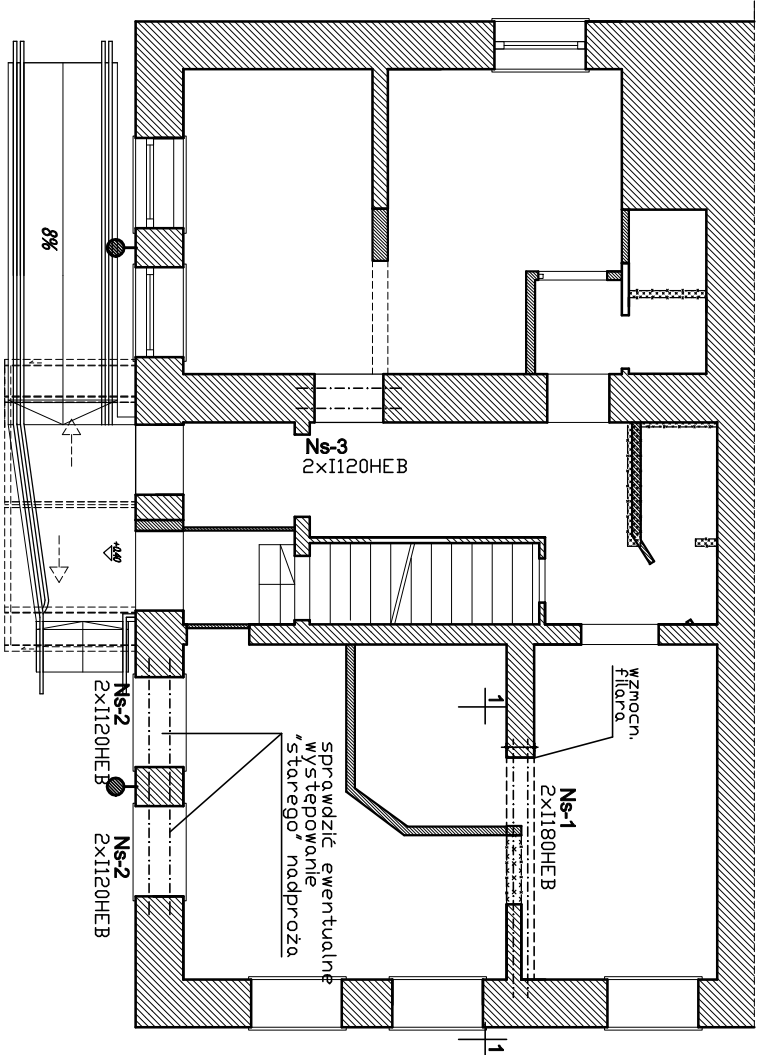 8%
+0,40
Ns-3
2xI120HEB
wzmocn.
filara
1
Ns-1
2xI180HEB
Ns-2
2xI120HEB
Ns-2
2xI120HEB
sprawdzić ewentualne
występowanie
"starego" nadproża
1